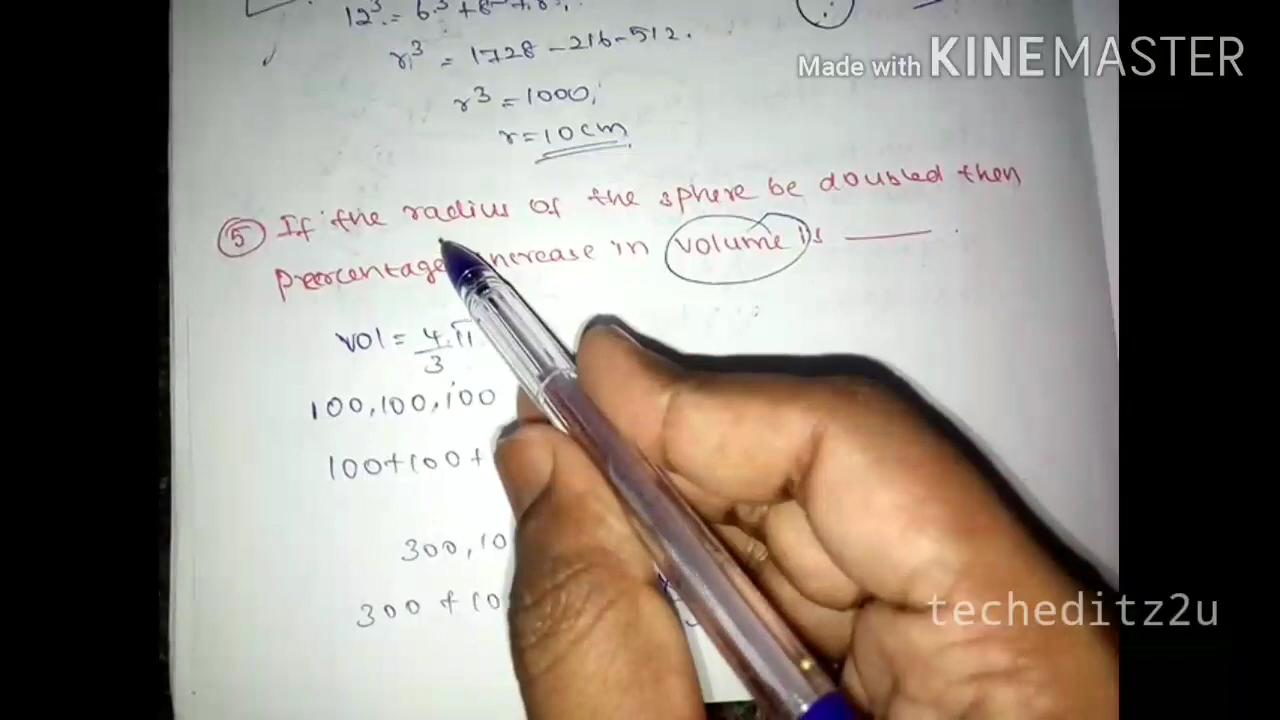 12³ = 6³ + 8³ + r³.
r³ = 1728 - 216 - 512.
r³ = 1000,
r = 10 cm
Made with KINEMASTER
⑤ If the radius of the sphere be doubled then
percentage increase in volume is ____ .
vol = 4/3 . π
100, 100, 100
100 + 100 +
300, 10
300 + 10
techeditz2u